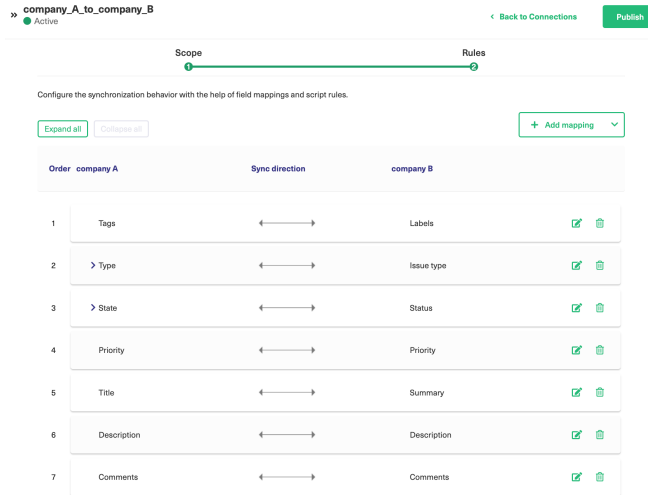 company_A_to_company_B
Active
Back to Connections
Publish
Scope
Rules
1
2
Configure the synchronization behavior with the help of field mappings and script rules.
Expand all
Collapse all
+ Add mapping
Order company A Sync direction company B
1 Tags Labels
2 Type Issue type
3 State Status
4 Priority Priority
5 Title Summary
6 Description Description
7 Comments Comments